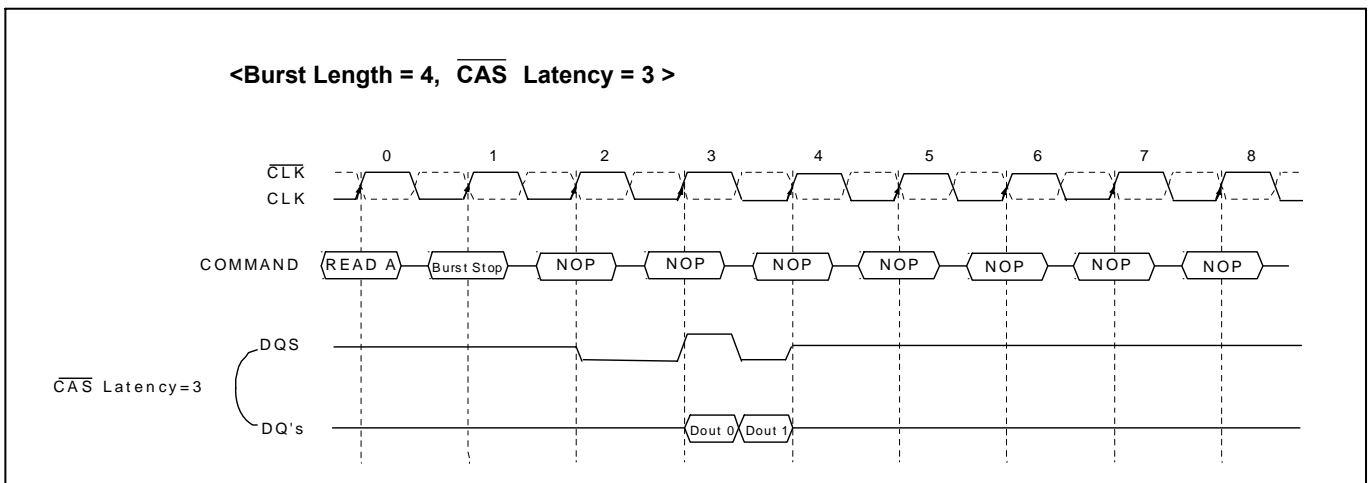 <Burst Length = 4, CAS Latency = 3 >
0 1 2 3 4 5 6 7 8
CLK
CLK
COMMAND READ A Burst Stop NOP NOP NOP NOP NOP NOP NOP
DQS
CAS Latency=3
DQ's Dout 0 Dout 1